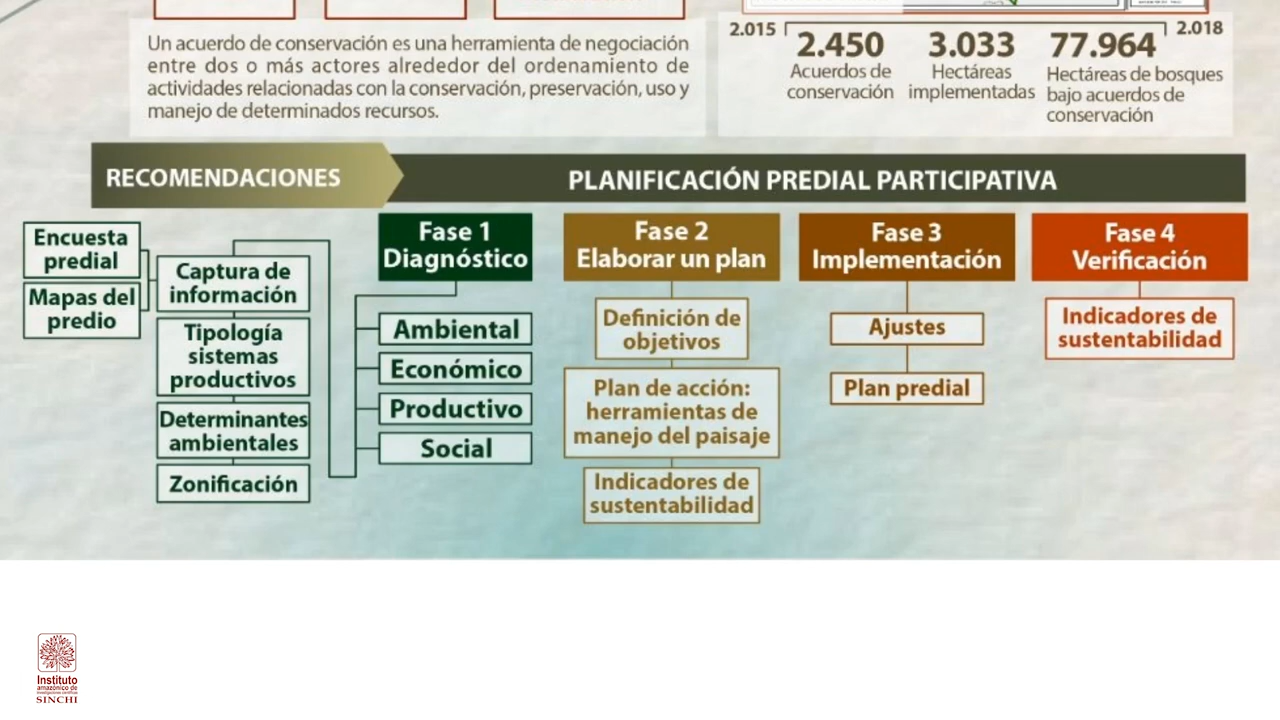 Un acuerdo de conservación es una herramienta de negociación
entre dos o más actores alrededor del ordenamiento de
actividades relacionadas con la conservación, preservación, uso y
manejo de determinados recursos.
2.015
2.018
2.450
Acuerdos de
conservación
3.033
Hectáreas
implementadas
77.964
Hectáreas de bosques
bajo acuerdos de
conservación
RECOMENDACIONES
PLANIFICACIÓN PREDIAL PARTICIPATIVA
Encuesta
predial
Mapas del
predio
Captura de
información
Tipología
sistemas
productivos
Determinantes
ambientales
Zonificación
Fase 1
Diagnóstico
Ambiental
Económico
Productivo
Social
Fase 2
Elaborar un plan
Definición de
objetivos
Plan de acción:
herramientas de
manejo del paisaje
Indicadores de
sustentabilidad
Fase 3
Implementación
Ajustes
Plan predial
Fase 4
Verificación
Indicadores de
sustentabilidad
Instituto
amazónico de
investigaciones científicas
SINCHI